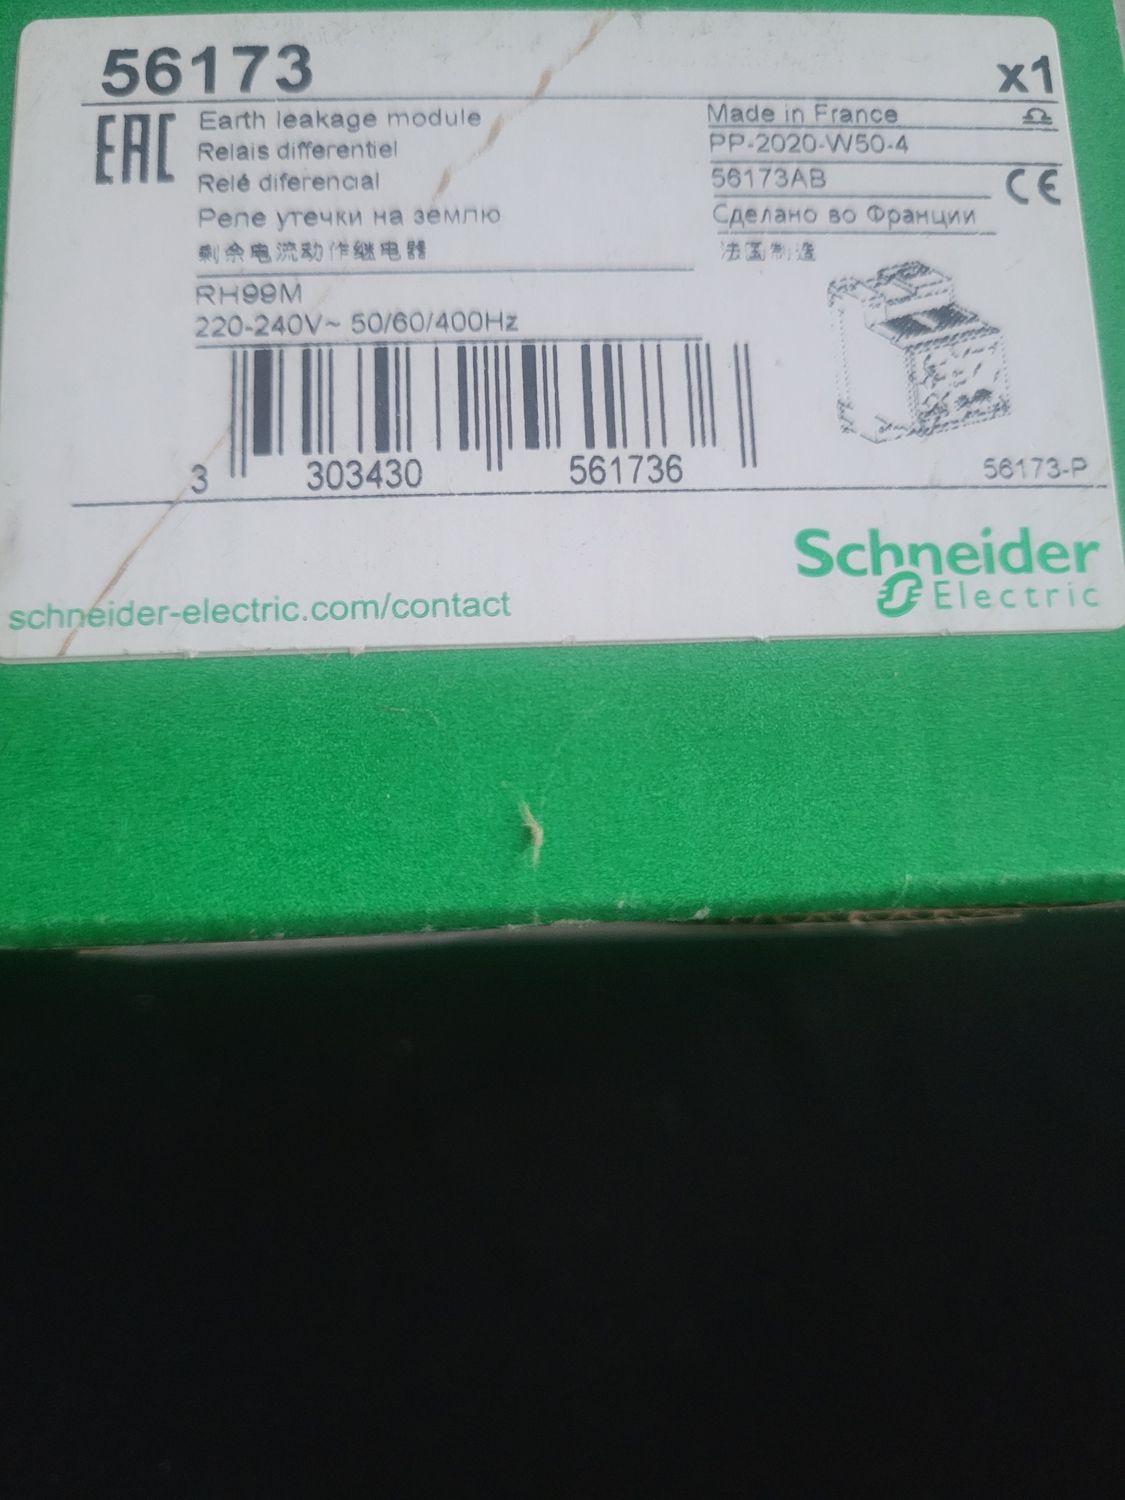 56173
x1
EAC
Earth leakage module
Relais différentiel
Relé diferencial
Реле утечки на землю
剩余电流动作继电器
Made in France
PP-2020-W50-4
56173AB
CE
Сделано во Франции
法国制造
RH99M
220-240V~ 50/60/400Hz
3 303430 561736
56173-P
Schneider
Electric
schneider-electric.com/contact